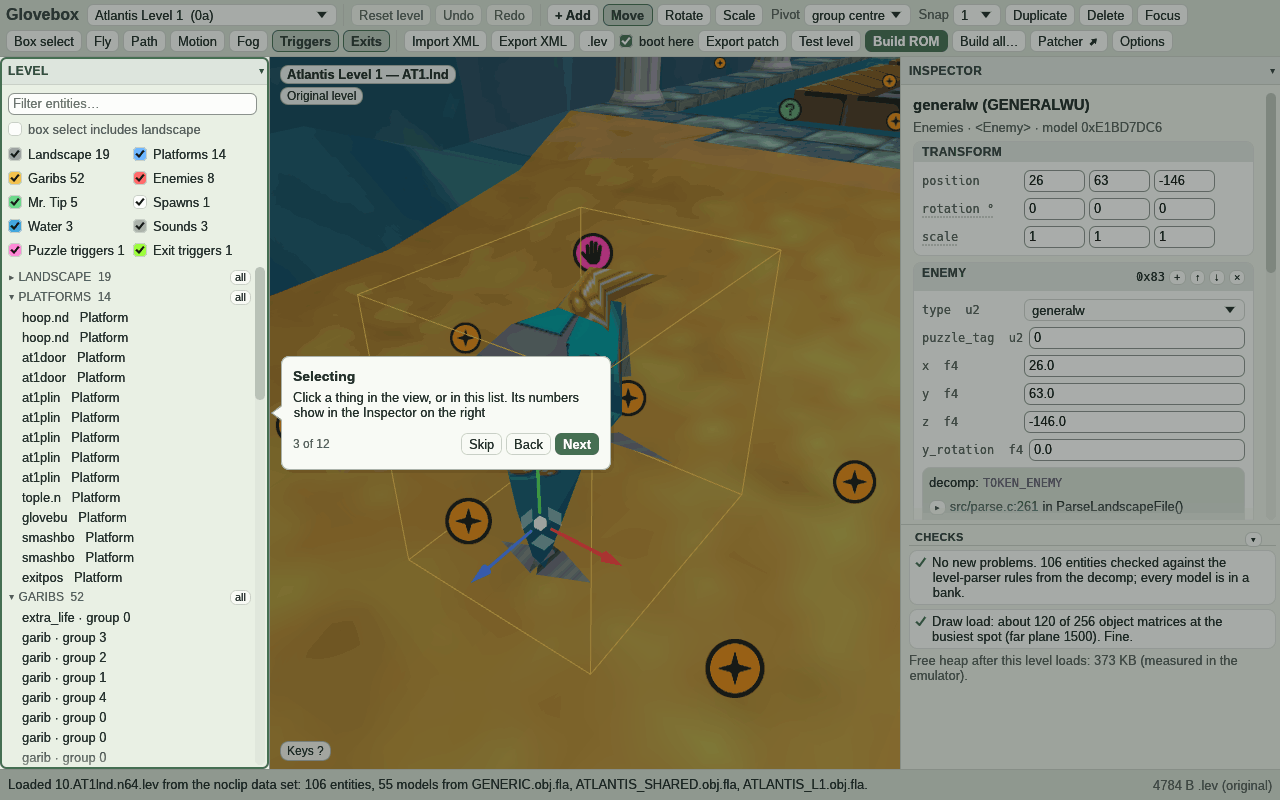 Glovebox Atlantis Level 1 (0a) Reset level Undo Redo + Add Move Rotate Scale Pivot group centre Snap 1 Duplicate Delete Focus
Box select Fly Path Motion Fog Triggers Exits Import XML Export XML .lev boot here Export patch Test level Build ROM Build all... Patcher Options
LEVEL
Filter entities...
box select includes landscape
Landscape 19 Platforms 14
Garibs 52 Enemies 8
Mr. Tip 5 Spawns 1
Water 3 Sounds 3
Puzzle triggers 1 Exit triggers 1
LANDSCAPE 19 all
PLATFORMS 14
hoop.nd Platform
hoop.nd Platform
at1door Platform
at1door Platform
at1plin Platform
at1plin Platform
at1plin Platform
at1plin Platform
at1plin Platform
tople.n Platform
glovebu Platform
smashbo Platform
smashbo Platform
exitpos Platform
GARIBS 52 all
extra_life · group 0
garib · group 3
garib · group 2
garib · group 1
garib · group 4
garib · group 0
garib · group 0
garib · group 0
Atlantis Level 1 — AT1.lnd
Original level
?
Selecting
Click a thing in the view, or in this list. Its numbers
show in the Inspector on the right
3 of 12 Skip Back Next
Keys ?
INSPECTOR
generalw (GENERALWU)
Enemies · <Enemy> · model 0xE1BD7DC6
TRANSFORM
position 26 63 -146
rotation ° 0 0 0
scale 1 1 1
ENEMY 0x83 + ↑ ↓ ×
type u2 generalw
puzzle_tag u2 0
x f4 26.0
y f4 63.0
z f4 -146.0
y_rotation f4 0.0
decomp: TOKEN_ENEMY
src/parse.c:261 in ParseLandscapeFile()
CHECKS
No new problems. 106 entities checked against the
level-parser rules from the decomp; every model is in a
bank.
Draw load: about 120 of 256 object matrices at the
busiest spot (far plane 1500). Fine.
Free heap after this level loads: 373 KB (measured in the
emulator).
Loaded 10.AT1lnd.n64.lev from the noclip data set: 106 entities, 55 models from GENERIC.obj.fla, ATLANTIS_SHARED.obj.fla, ATLANTIS_L1.obj.fla. 4784 B .lev (original)